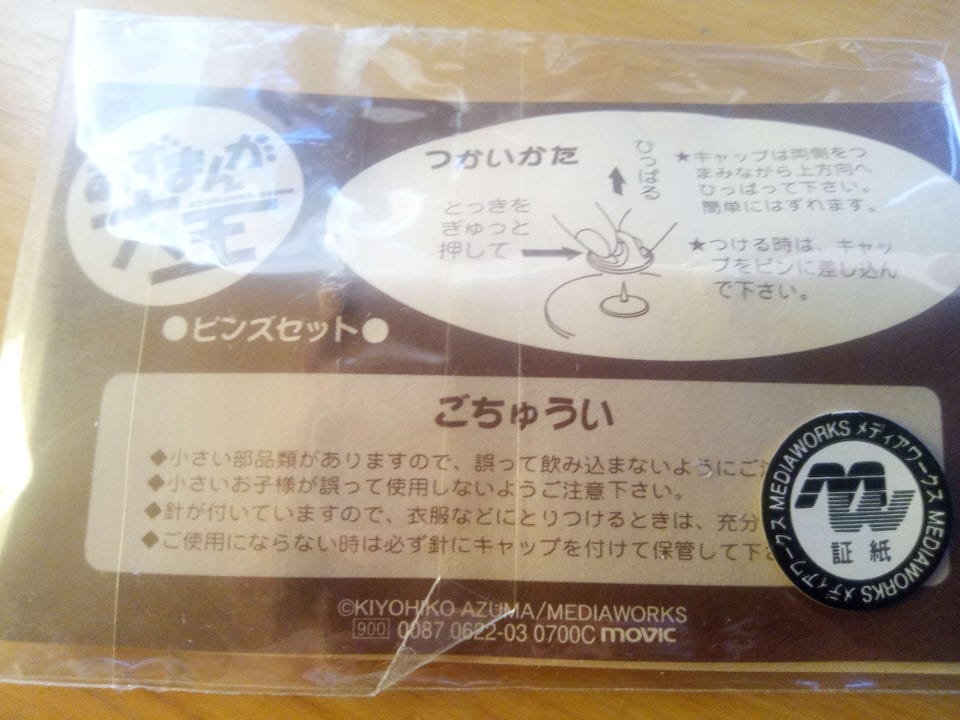 あずまんが
AZUMANGA DAIOH
大王
●ピンズセット●
つかいかた
とっきを
ぎゅっと
押して
ひっぱる
★キャップは両側をつ
まみながら上方向へ
ひっぱって下さい。
簡単にはずれます。
★つける時は、キャッ
プをピンに差し込ん
で下さい。
ごちゅうい
◆小さい部品類がありますので、誤って飲み込まないようにご
◆小さいお子様が誤って使用しないようご注意下さい。
◆針が付いていますので、衣服などにとりつけるときは、充分
◆ご使用にならない時は必ず針にキャップを付けて保管して下
メディアワークス MEDIAWORKS メディアワークス MEDIAWORKS
MW
証紙
©KIYOHIKO AZUMA/MEDIAWORKS
900 0087 0622-03 0700C movic